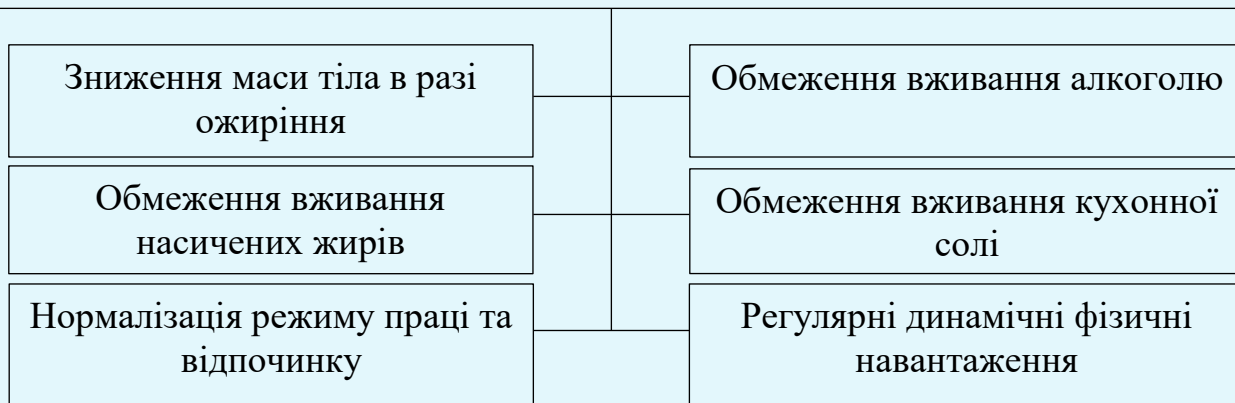 Зниження маси тіла в разі
ожиріння
Обмеження вживання алкоголю
Обмеження вживання
насичених жирів
Обмеження вживання кухонної
солі
Нормалізація режиму праці та
відпочинку
Регулярні динамічні фізичні
навантаження